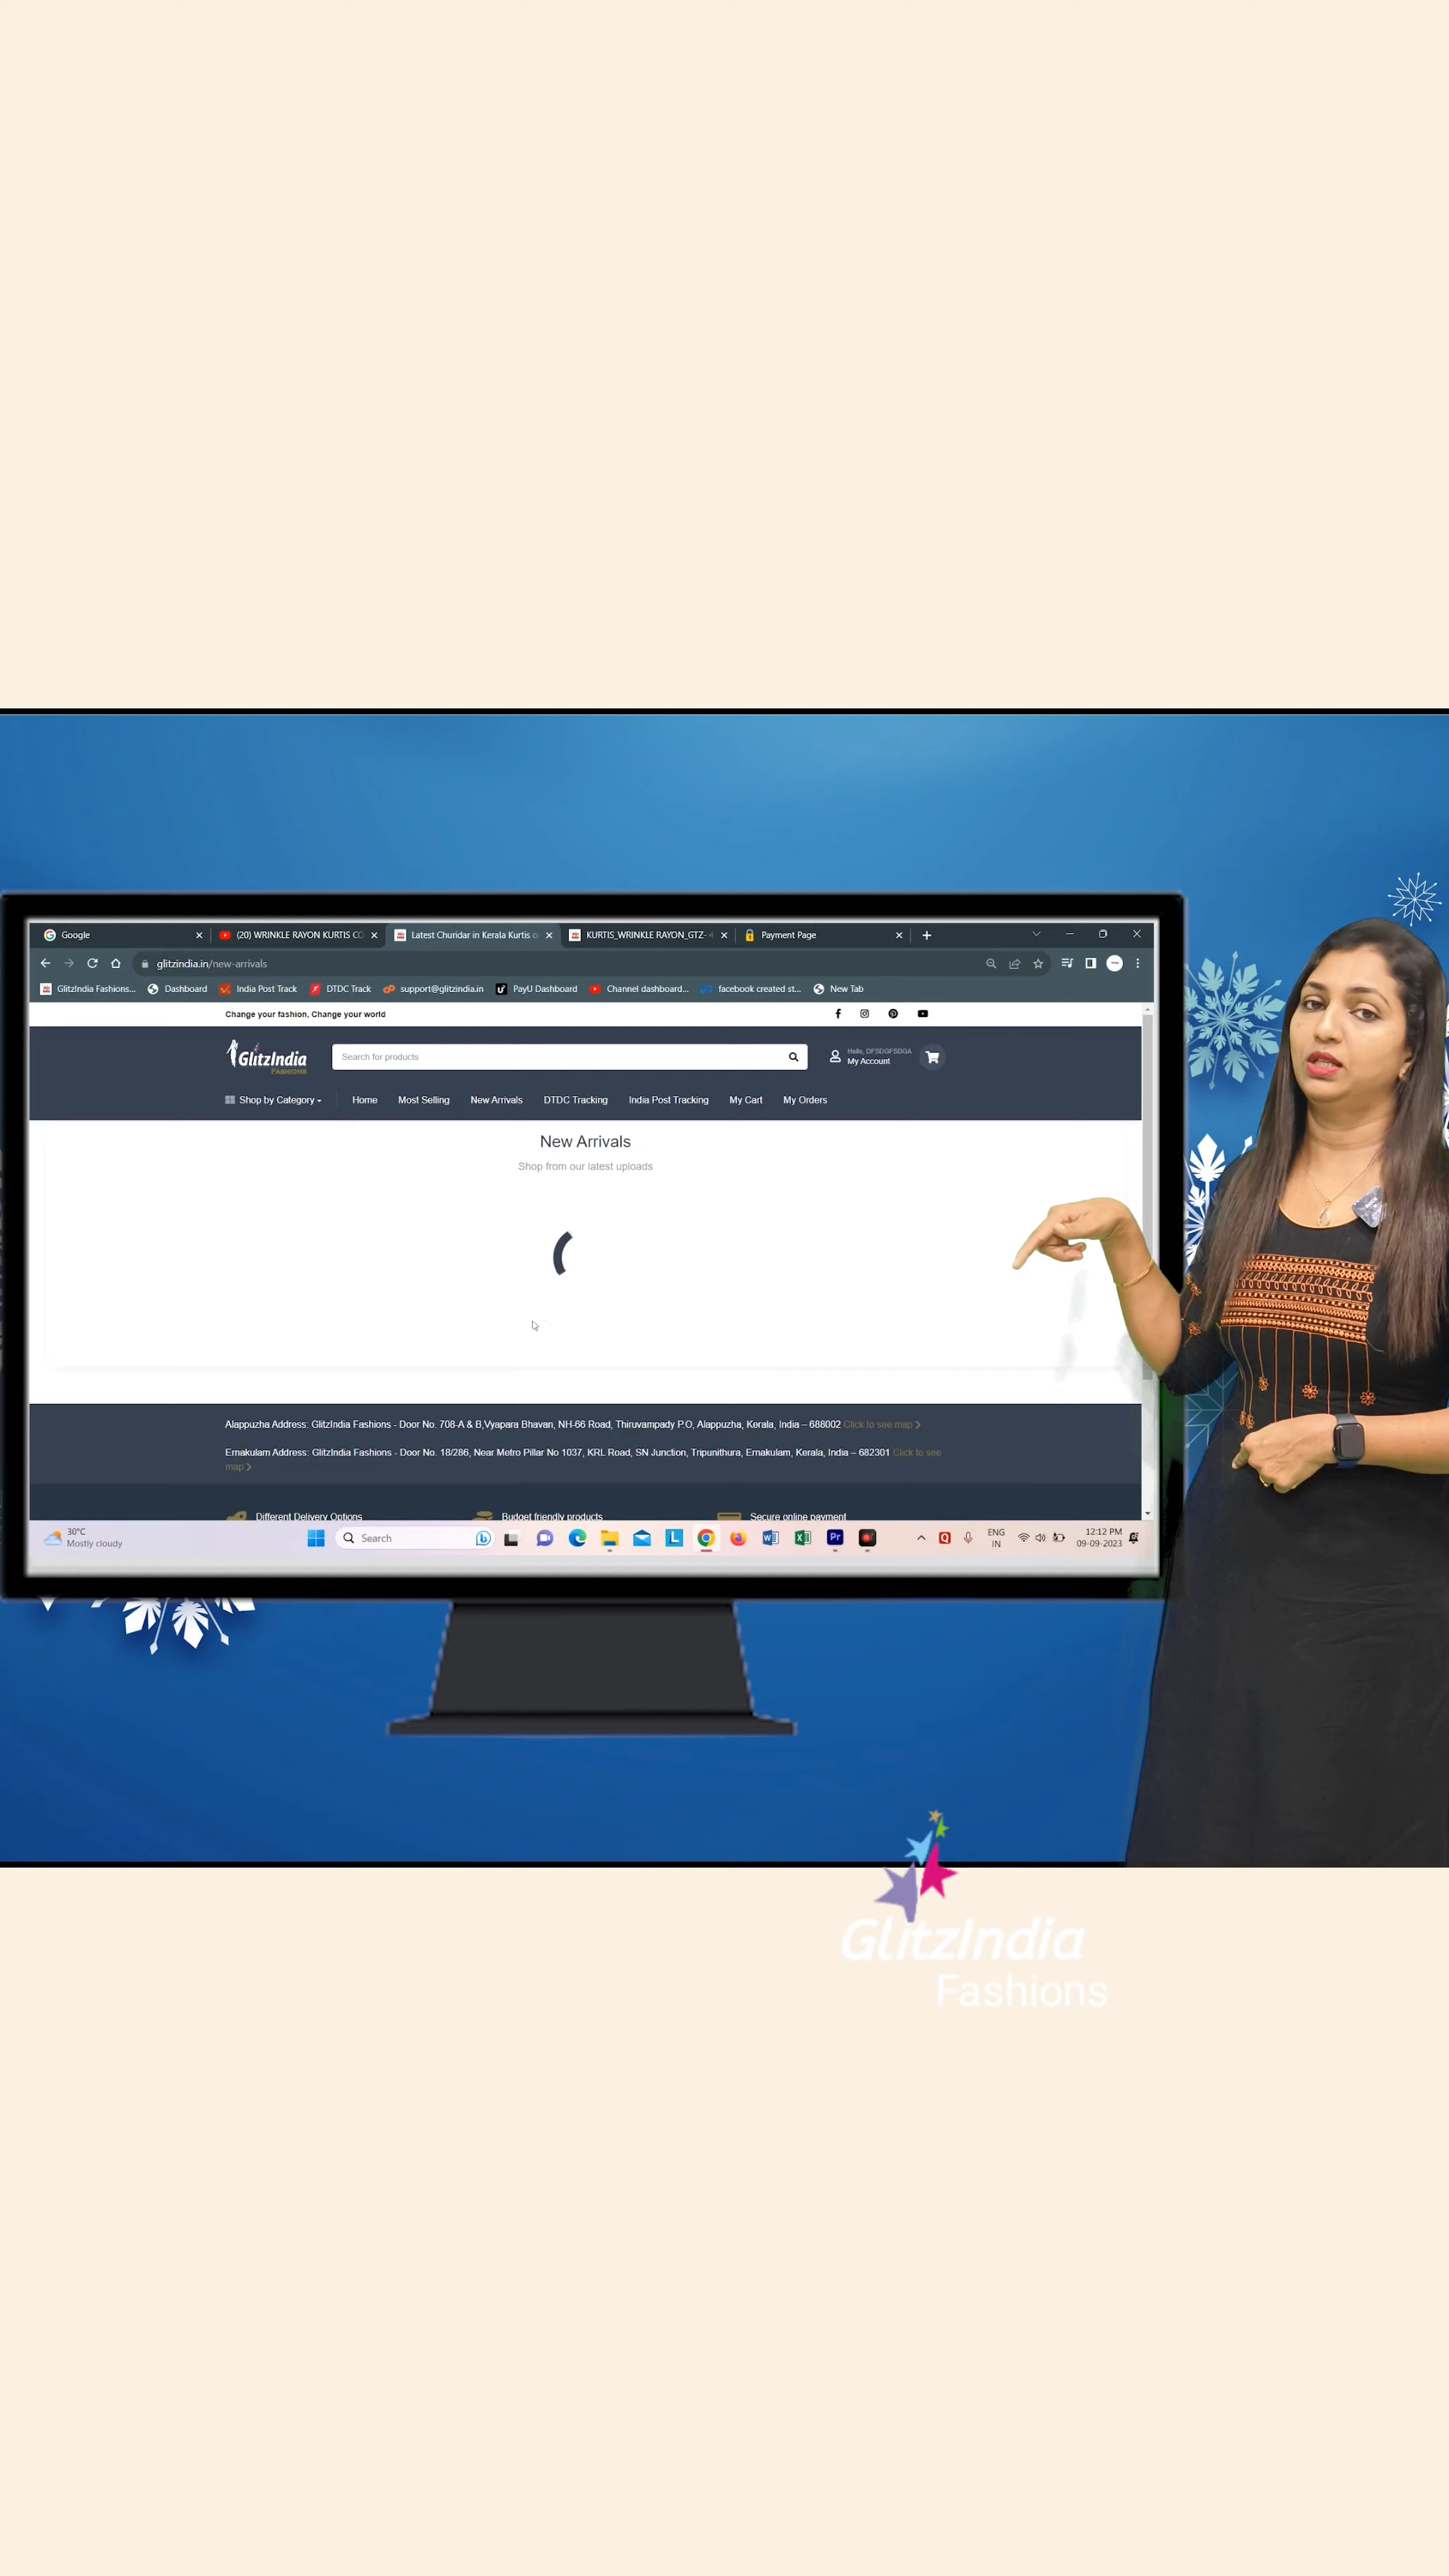 Google
(20) WRINKLE RAYON KURTIS CO
Latest Churidar in Kerala Kurtis o
KURTIS_WRINKLE RAYON_GTZ- 4
Payment Page
glitzindia.in/new-arrivals
GlitzIndia Fashions...
Dashboard
India Post Track
DTDC Track
support@glitzindia.in
PayU Dashboard
Channel dashboard...
facebook created st...
New Tab
Change your fashion, Change your world
GlitzIndia
FASHIONS
Search for products
Hello, DFSDGFSDGA
My Account
Shop by Category
Home
Most Selling
New Arrivals
DTDC Tracking
India Post Tracking
My Cart
My Orders
New Arrivals
Shop from our latest uploads
Alappuzha Address: GlitzIndia Fashions - Door No. 708-A & B,Vyapara Bhavan, NH-66 Road, Thiruvampady P.O, Alappuzha, Kerala, India – 688002 Click to see map
Ernakulam Address: GlitzIndia Fashions - Door No. 18/286, Near Metro Pillar No 1037, KRL Road, SN Junction, Tripunithura, Ernakulam, Kerala, India – 682301 Click to see
map
Different Delivery Options
Budget friendly products
Secure online payment
30°C
Mostly cloudy
Search
ENG
IN
12:12 PM
09-09-2023
GlitzIndia
Fashions